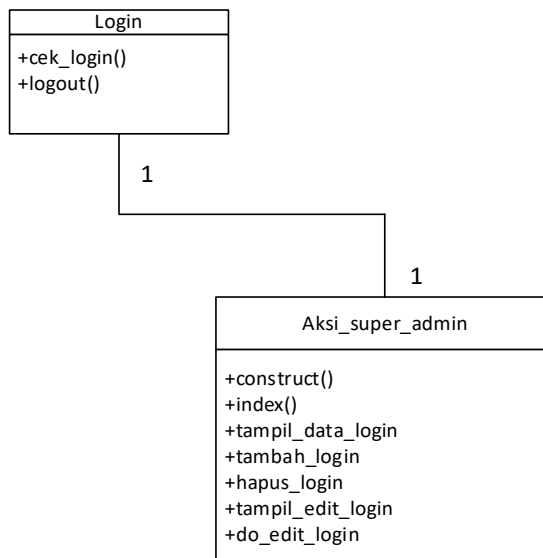 Login
+cek_login()
+logout()
1
1
Aksi_super_admin
+construct()
+index()
+tampil_data_login
+tambah_login
+hapus_login
+tampil_edit_login
+do_edit_login